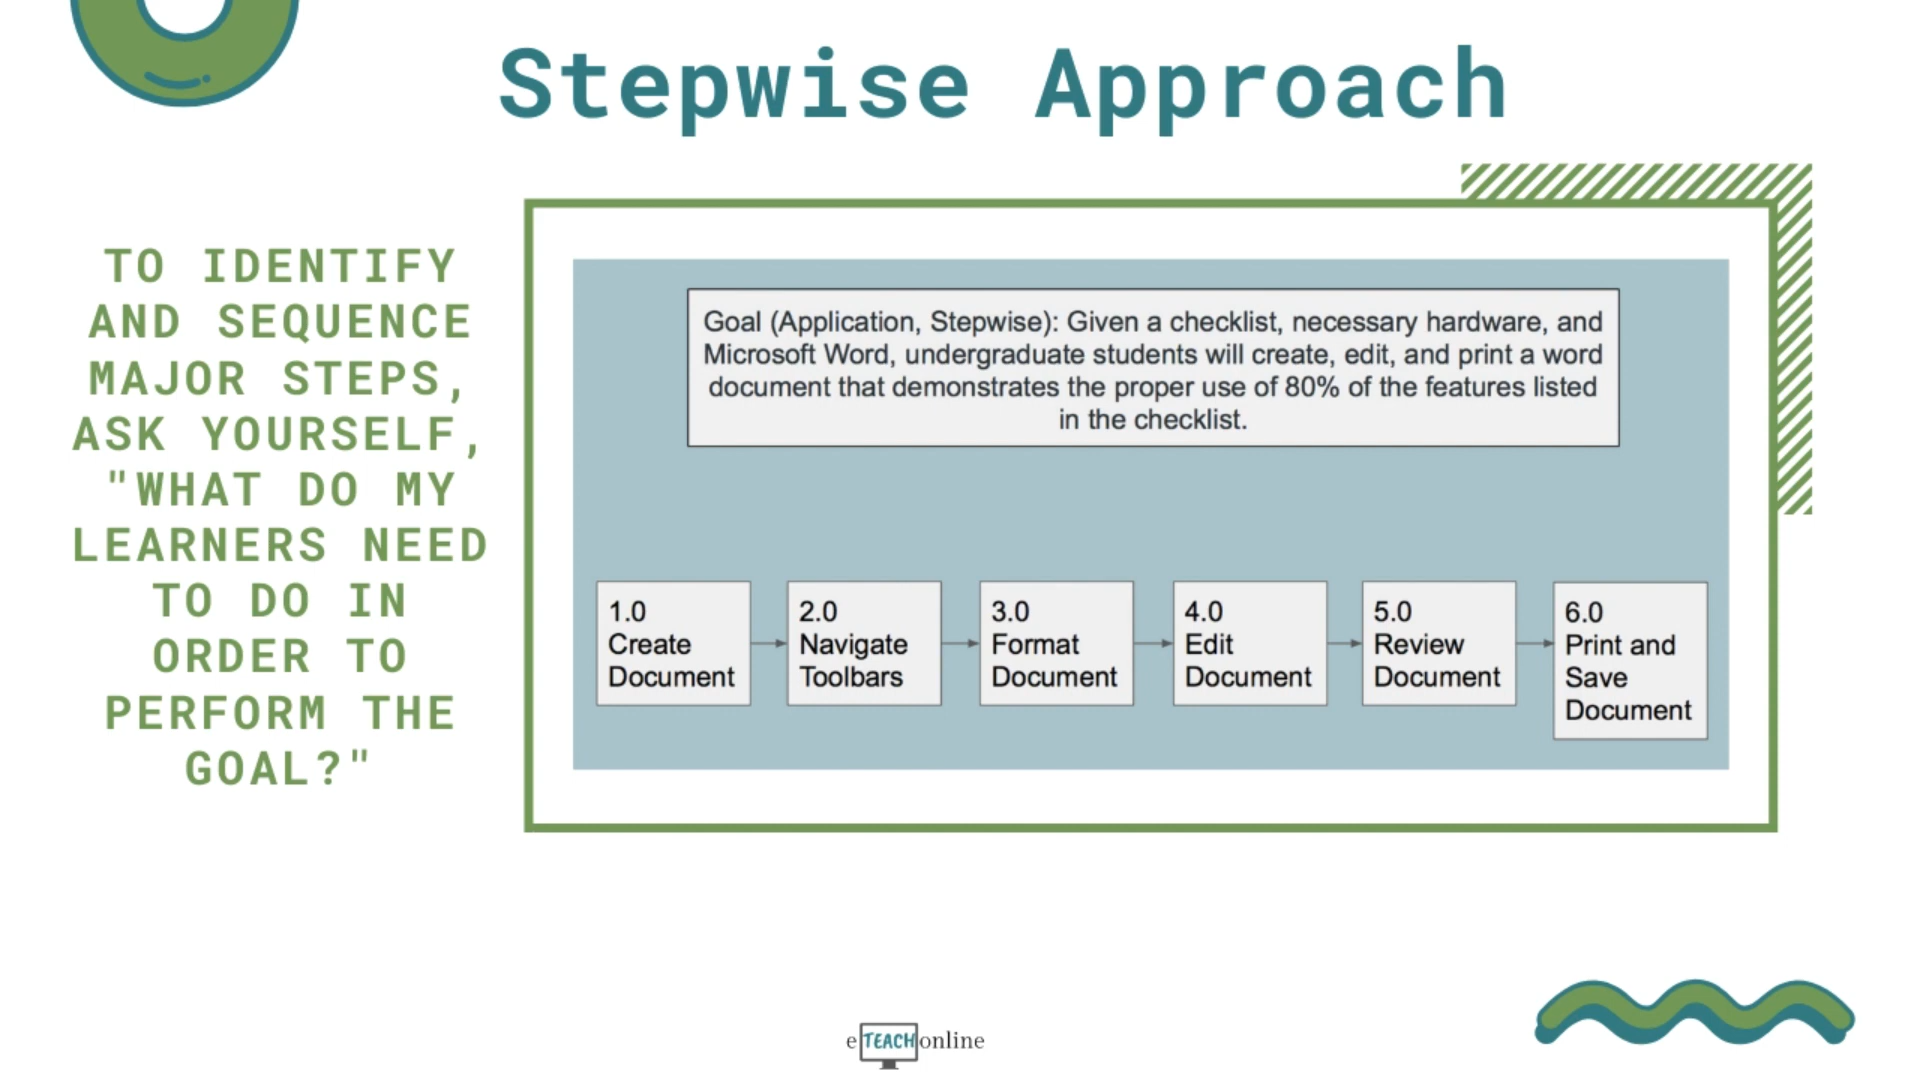 Stepwise Approach
TO IDENTIFY
AND SEQUENCE
MAJOR STEPS,
ASK YOURSELF,
"WHAT DO MY
LEARNERS NEED
TO DO IN
ORDER TO
PERFORM THE
GOAL?"
Goal (Application, Stepwise): Given a checklist, necessary hardware, and
Microsoft Word, undergraduate students will create, edit, and print a word
document that demonstrates the proper use of 80% of the features listed
in the checklist.
1.0
Create
Document
2.0
Navigate
Toolbars
3.0
Format
Document
4.0
Edit
Document
5.0
Review
Document
6.0
Print and
Save
Document
eTEACHonline